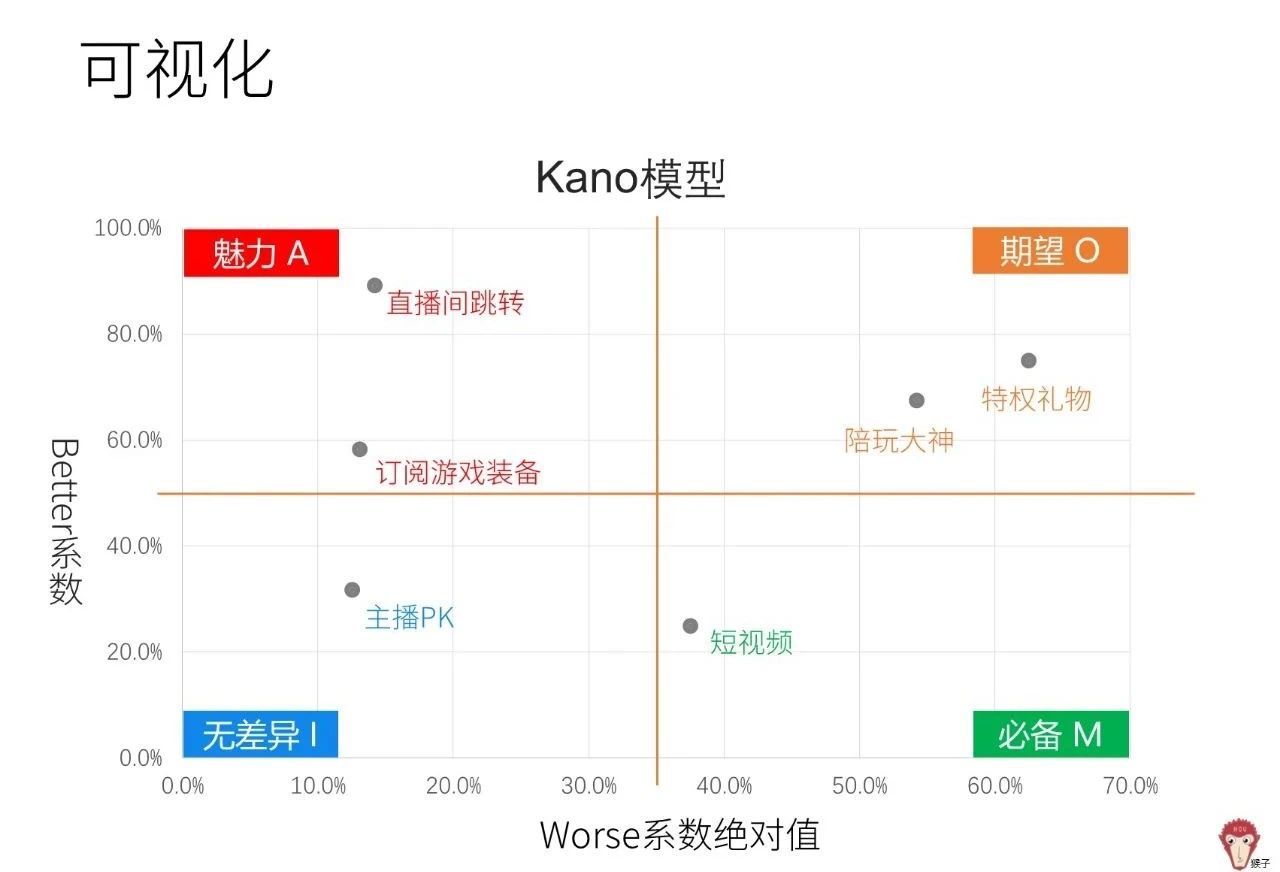 可视化
Kano模型
100.0%
魅力 A
期望 O
直播间跳转
80.0%
特权礼物
陪玩大神
60.0%
订阅游戏装备
Better系数
40.0%
主播PK
短视频
20.0%
无差异 I
必备 M
0.0%
0.0% 10.0% 20.0% 30.0% 40.0% 50.0% 60.0% 70.0%
Worse系数绝对值
HOU
猴子